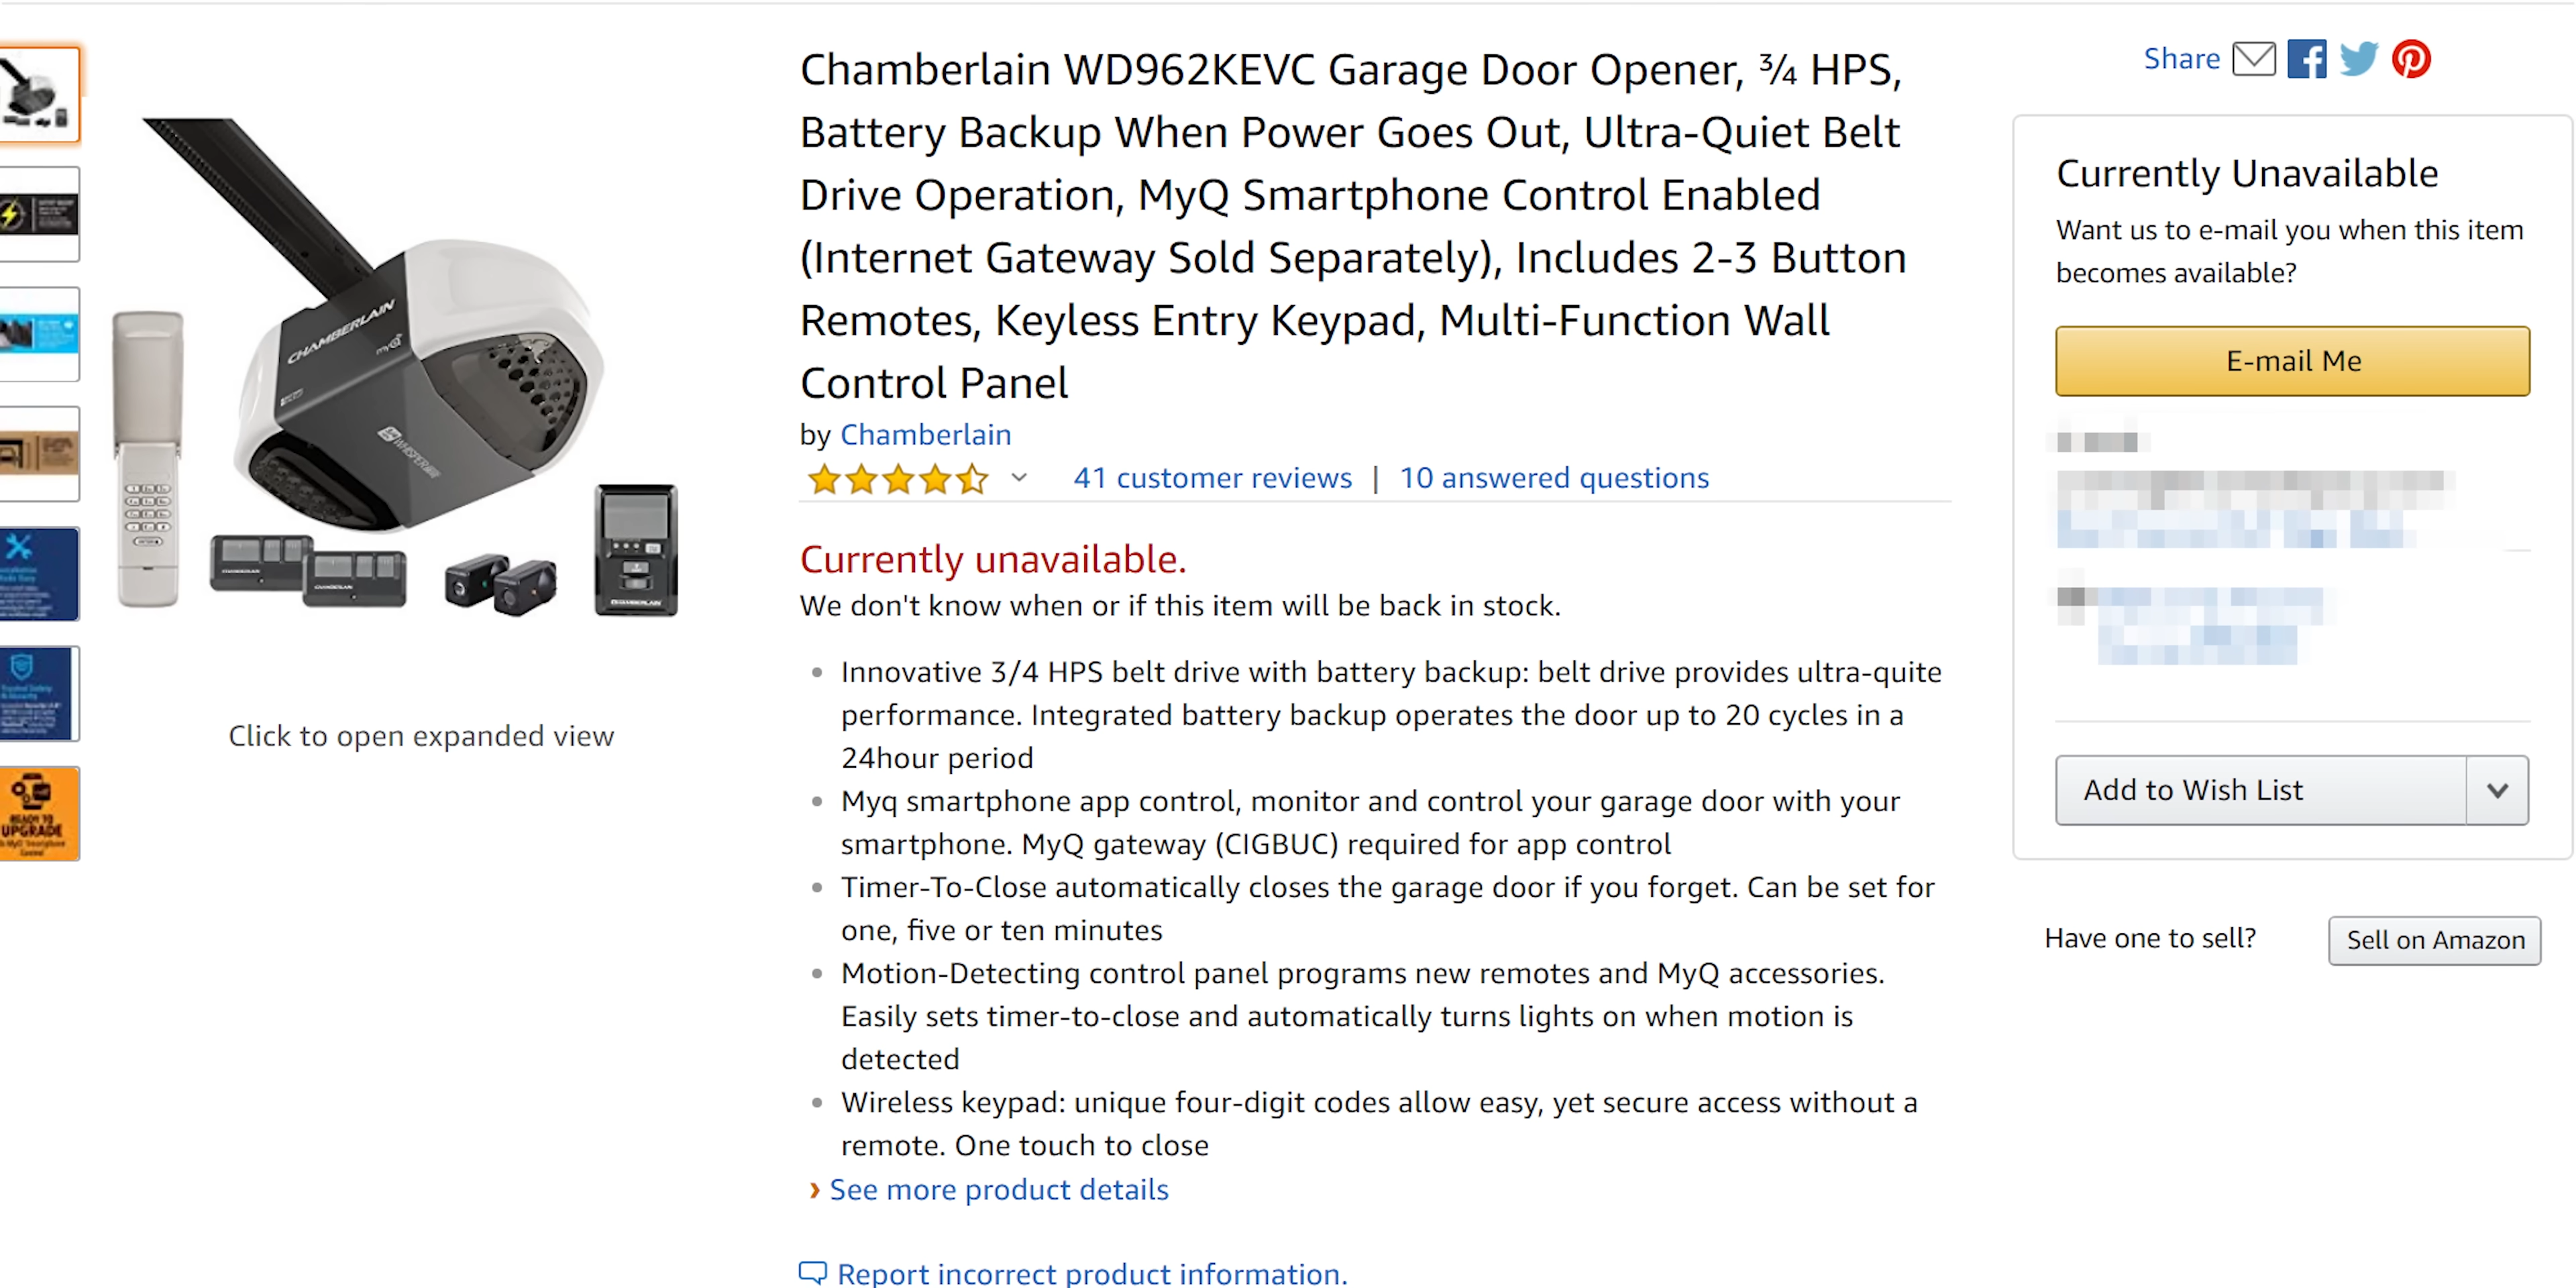 Share
Chamberlain WD962KEVC Garage Door Opener, ¾ HPS,
Battery Backup When Power Goes Out, Ultra-Quiet Belt
Drive Operation, MyQ Smartphone Control Enabled
(Internet Gateway Sold Separately), Includes 2-3 Button
Remotes, Keyless Entry Keypad, Multi-Function Wall
Control Panel
by Chamberlain
41 customer reviews | 10 answered questions
Currently unavailable.
We don't know when or if this item will be back in stock.
• Innovative 3/4 HPS belt drive with battery backup: belt drive provides ultra-quite
performance. Integrated battery backup operates the door up to 20 cycles in a
24hour period
• Myq smartphone app control, monitor and control your garage door with your
smartphone. MyQ gateway (CIGBUC) required for app control
• Timer-To-Close automatically closes the garage door if you forget. Can be set for
one, five or ten minutes
• Motion-Detecting control panel programs new remotes and MyQ accessories.
Easily sets timer-to-close and automatically turns lights on when motion is
detected
• Wireless keypad: unique four-digit codes allow easy, yet secure access without a
remote. One touch to close
› See more product details
Report incorrect product information.
CHAMBERLAIN
myQ
WHISPER
CHAMBERLAIN
CHAMBERLAIN
CHAMBERLAIN
READY TO
UPGRADE
Click to open expanded view
Currently Unavailable
Want us to e-mail you when this item
becomes available?
E-mail Me
Add to Wish List
Have one to sell?
Sell on Amazon